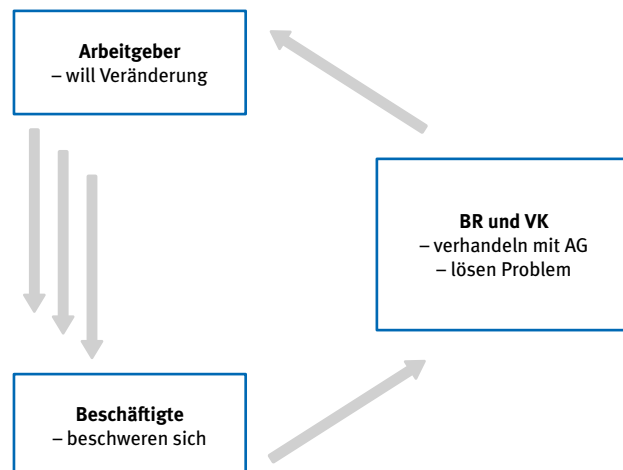 Arbeitgeber
– will Veränderung
BR und VK
– verhandeln mit AG
– lösen Problem
Beschäftigte
– beschweren sich